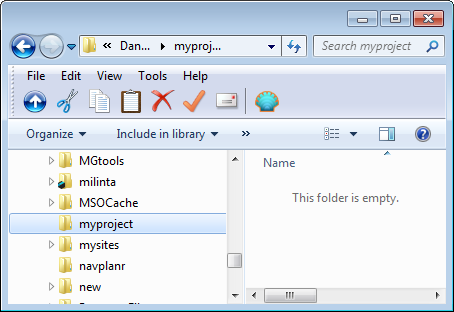 « Dan... ▸ myproj... Search myproject
File Edit View Tools Help
Organize Include in library »
MGtools
milinta
MSOCache
myproject
mysites
navplanr
new
Name
This folder is empty.